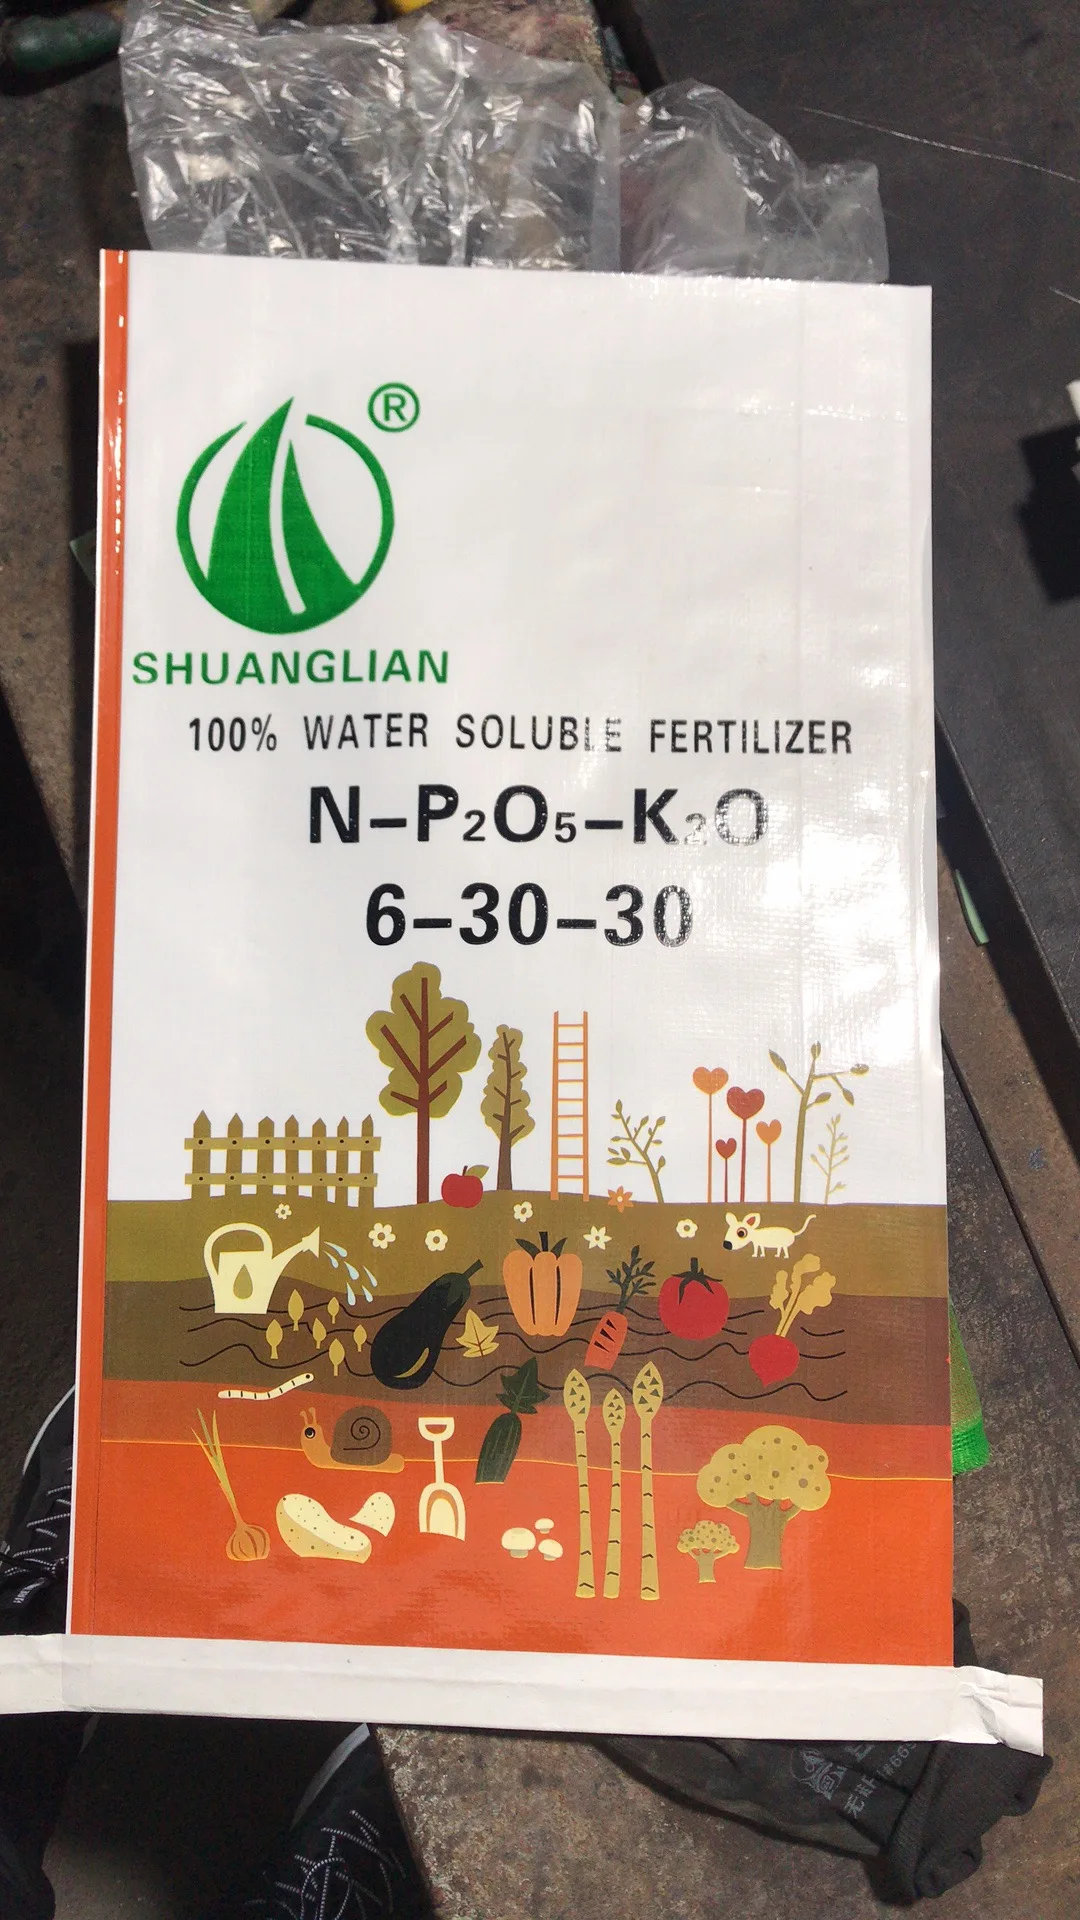 ®
SHUANGLIAN
100% WATER SOLUBLE FERTILIZER
N-P₂O₅-K₂O
6-30-30